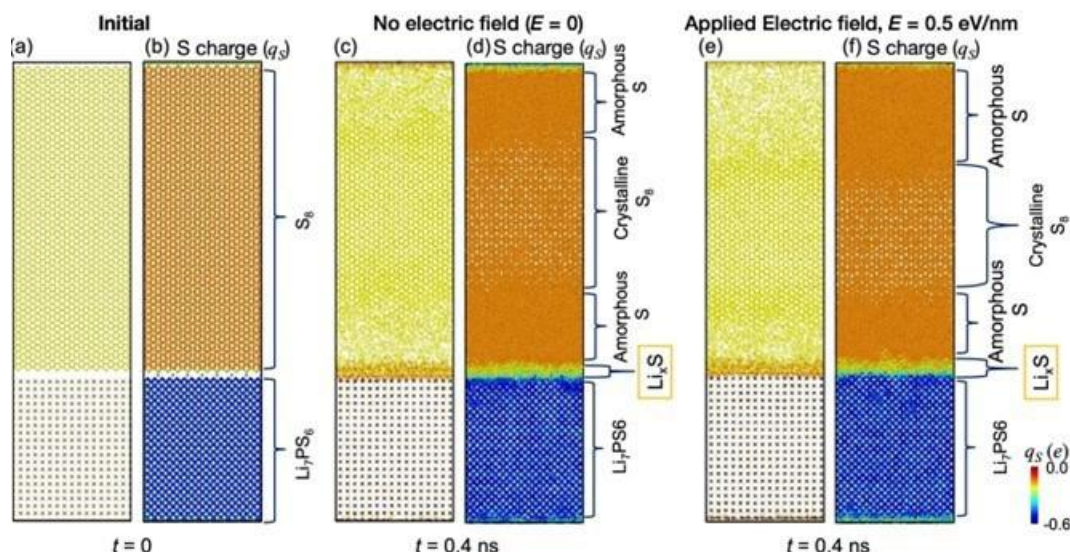 Initial
No electric field (E = 0)
Applied Electric field, E = 0.5 eV/nm
(a)
(b) S charge (qS)
(c)
(d) S charge (qS)
(e)
(f) S charge (qS)
S8
Li7PS6
Amorphous
S
Crystalline
S8
Amorphous
S
LixS
Li7PS6
Amorphous
S
Crystalline
S8
Amorphous
S
LixS
Li7PS6
qS (e)
0.0
-0.6
t = 0
t = 0.4 ns
t = 0.4 ns